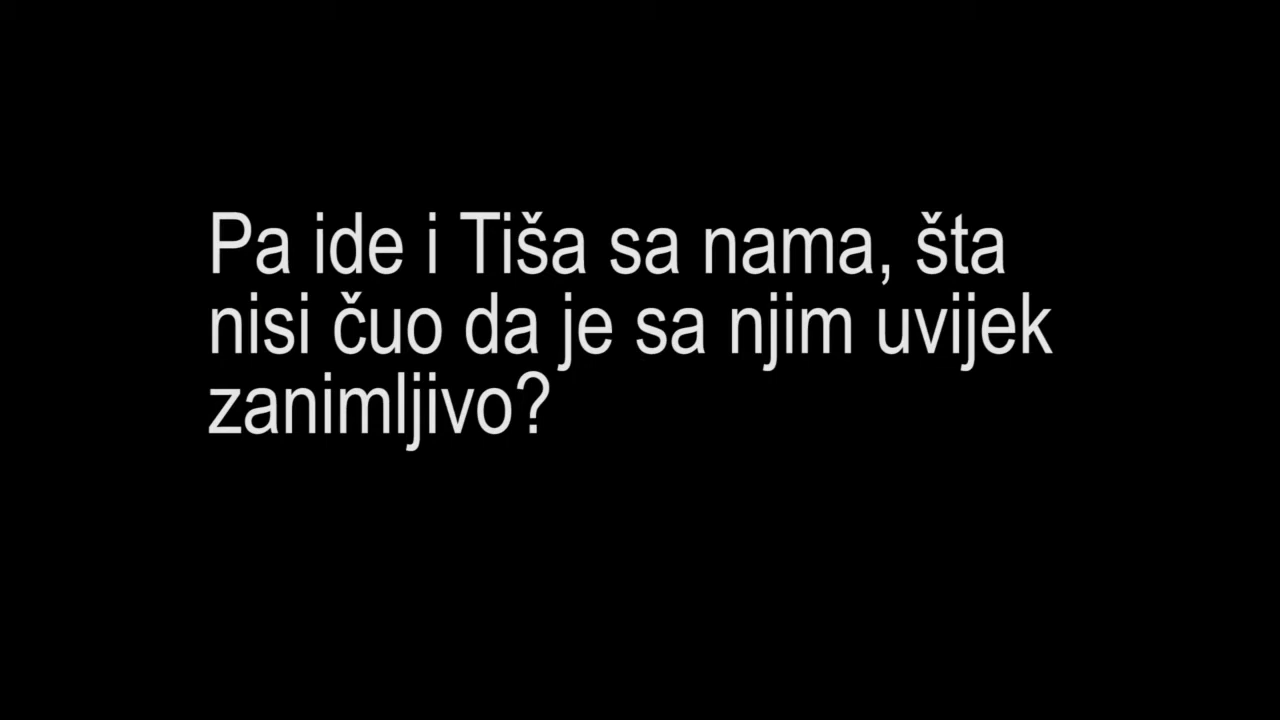 Pa ide i Tiša sa nama, šta
nisi čuo da je sa njim uvijek
zanimljivo?